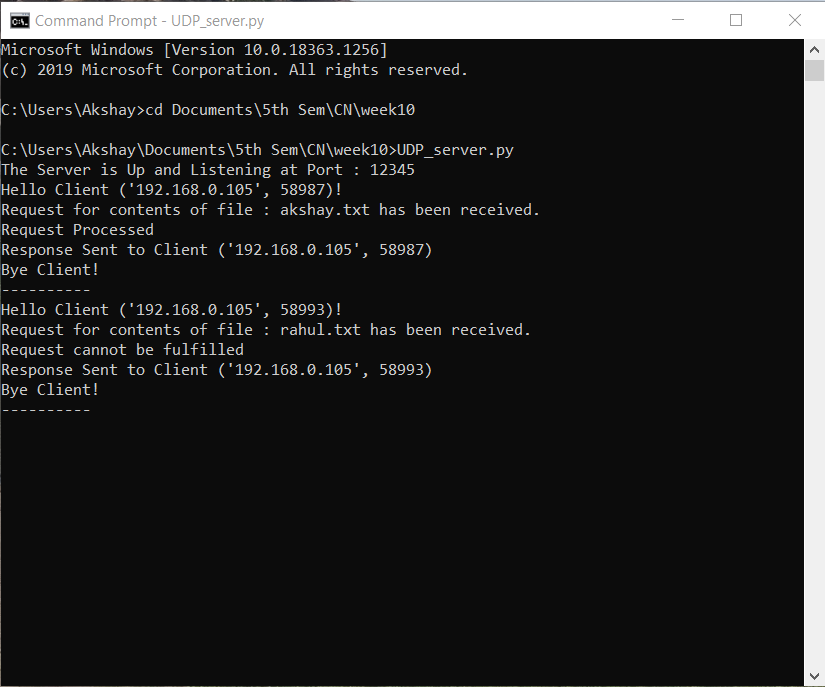 Command Prompt - UDP_server.py
Microsoft Windows [Version 10.0.18363.1256]
(c) 2019 Microsoft Corporation. All rights reserved.
C:\Users\Akshay>cd Documents\5th Sem\CN\week10
C:\Users\Akshay\Documents\5th Sem\CN\week10>UDP_server.py
The Server is Up and Listening at Port : 12345
Hello Client ('192.168.0.105', 58987)!
Request for contents of file : akshay.txt has been received.
Request Processed
Response Sent to Client ('192.168.0.105', 58987)
Bye Client!
----------
Hello Client ('192.168.0.105', 58993)!
Request for contents of file : rahul.txt has been received.
Request cannot be fulfilled
Response Sent to Client ('192.168.0.105', 58993)
Bye Client!
----------